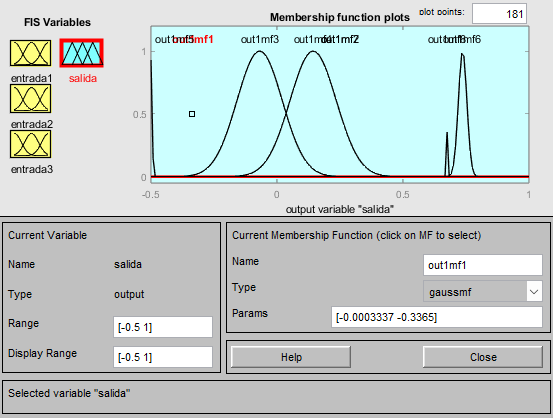 FIS Variables
entrada1
salida
entrada2
entrada3
Membership function plots
plot points:
181
out1mf1
out1mf3
out1mf2
1
0.5
0
-0.5
0
0.5
1
output variable "salida"
Current Variable
Name
salida
Type
output
Range
[-0.5 1]
Display Range
[-0.5 1]
Current Membership Function (click on MF to select)
Name
out1mf1
Type
gaussmf
Params
[-0.0003337 -0.3365]
Help
Close
Selected variable "salida"